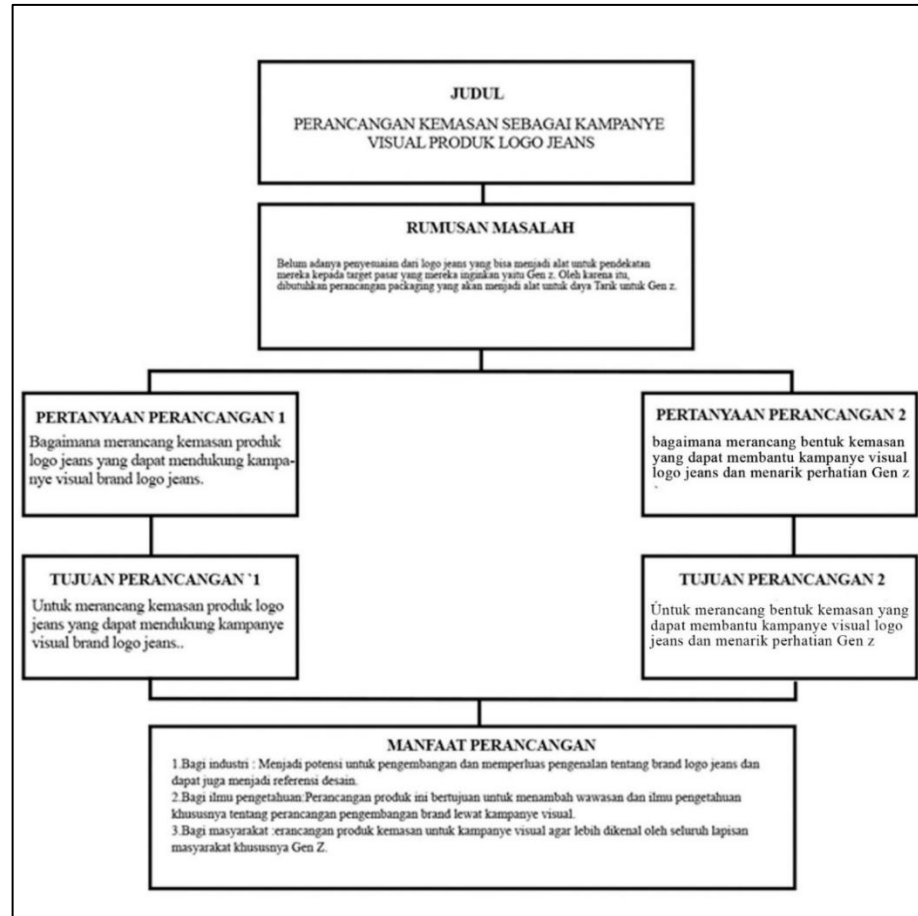 JUDUL
PERANCANGAN KEMASAN SEBAGAI KAMPANYE
VISUAL PRODUK LOGO JEANS
RUMUSAN MASALAH
Belum adanya penyesuaian dari logo jeans yang bisa menjadi alat untuk pendekatan
mereka kepada target pasar yang mereka inginkan yaitu Gen z. Oleh karena itu,
dibutuhkan perancangan packaging yang akan menjadi alat untuk daya Tarik untuk Gen z.
PERTANYAAN PERANCANGAN 1
Bagaimana merancang kemasan produk
logo jeans yang dapat mendukung kampa-
nye visual brand logo jeans.
PERTANYAAN PERANCANGAN 2
bagaimana merancang bentuk kemasan
yang dapat membantu kampanye visual
logo jeans dan menarik perhatian Gen z
TUJUAN PERANCANGAN `1
Untuk merancang kemasan produk logo
jeans yang dapat mendukung kampanye
visual brand logo jeans..
TUJUAN PERANCANGAN 2
Untuk merancang bentuk kemasan yang
dapat membantu kampanye visual logo
jeans dan menarik perhatian Gen z
MANFAAT PERANCANGAN
1.Bagi industri : Menjadi potensi untuk pengembangan dan memperluas pengenalan tentang brand logo jeans dan
dapat juga menjadi referensi desain.
2.Bagi ilmu pengetahuan:Perancangan produk ini bertujuan untuk menambah wawasan dan ilmu pengetahuan
khususnya tentang perancangan pengembangan brand lewat kampanye visual.
3.Bagi masyarakat :erancangan produk kemasan untuk kampanye visual agar lebih dikenal oleh seluruh lapisan
masyarakat khususnya Gen Z.